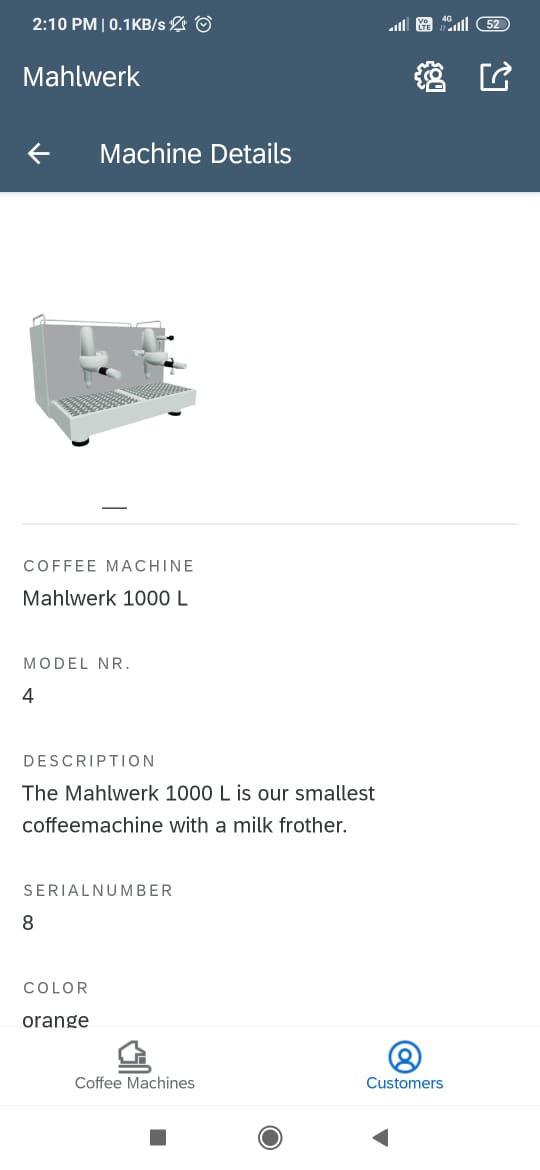 2:10 PM | 0.1KB/s
Vo LTE 4G 52
Mahlwerk
Machine Details
COFFEE MACHINE
Mahlwerk 1000 L
MODEL NR.
4
DESCRIPTION
The Mahlwerk 1000 L is our smallest
coffeemachine with a milk frother.
SERIALNUMBER
8
COLOR
orange
Coffee Machines
Customers